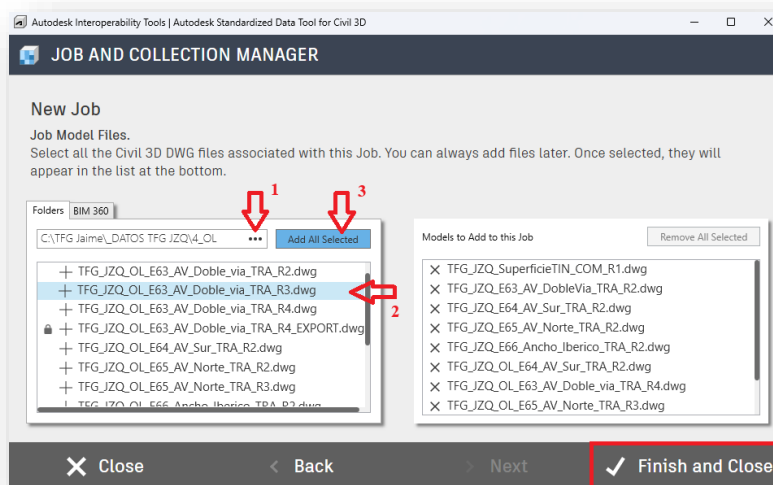 Autodesk Interoperability Tools | Autodesk Standardized Data Tool for Civil 3D
JOB AND COLLECTION MANAGER
New Job
Job Model Files.
Select all the Civil 3D DWG files associated with this Job. You can always add files later. Once selected, they will
appear in the list at the bottom.
1
3
Folders BIM 360
C:\TFG Jaime\_DATOS TFG JZQ\4_OL ••• Add All Selected
TFG_JZQ_OL_E63_AV_Doble_via_TRA_R2.dwg
TFG_JZQ_OL_E63_AV_Doble_via_TRA_R3.dwg
2
TFG_JZQ_OL_E63_AV_Doble_via_TRA_R4.dwg
TFG_JZQ_OL_E63_AV_Doble_via_TRA_R4_EXPORT.dwg
TFG_JZQ_OL_E64_AV_Sur_TRA_R2.dwg
TFG_JZQ_OL_E65_AV_Norte_TRA_R2.dwg
TFG_JZQ_OL_E65_AV_Norte_TRA_R3.dwg
TFG_JZQ_OL_E66_Ancho_Iberico_TRA_R2.dwg
Models to Add to this Job Remove All Selected
TFG_JZQ_SuperficieTIN_COM_R1.dwg
TFG_JZQ_E63_AV_DobleVia_TRA_R2.dwg
TFG_JZQ_E64_AV_Sur_TRA_R2.dwg
TFG_JZQ_E65_AV_Norte_TRA_R2.dwg
TFG_JZQ_E66_Ancho_Iberico_TRA_R2.dwg
TFG_JZQ_OL_E64_AV_Sur_TRA_R2.dwg
TFG_JZQ_OL_E63_AV_Doble_via_TRA_R4.dwg
TFG_JZQ_OL_E65_AV_Norte_TRA_R3.dwg
Close < Back > Next Finish and Close